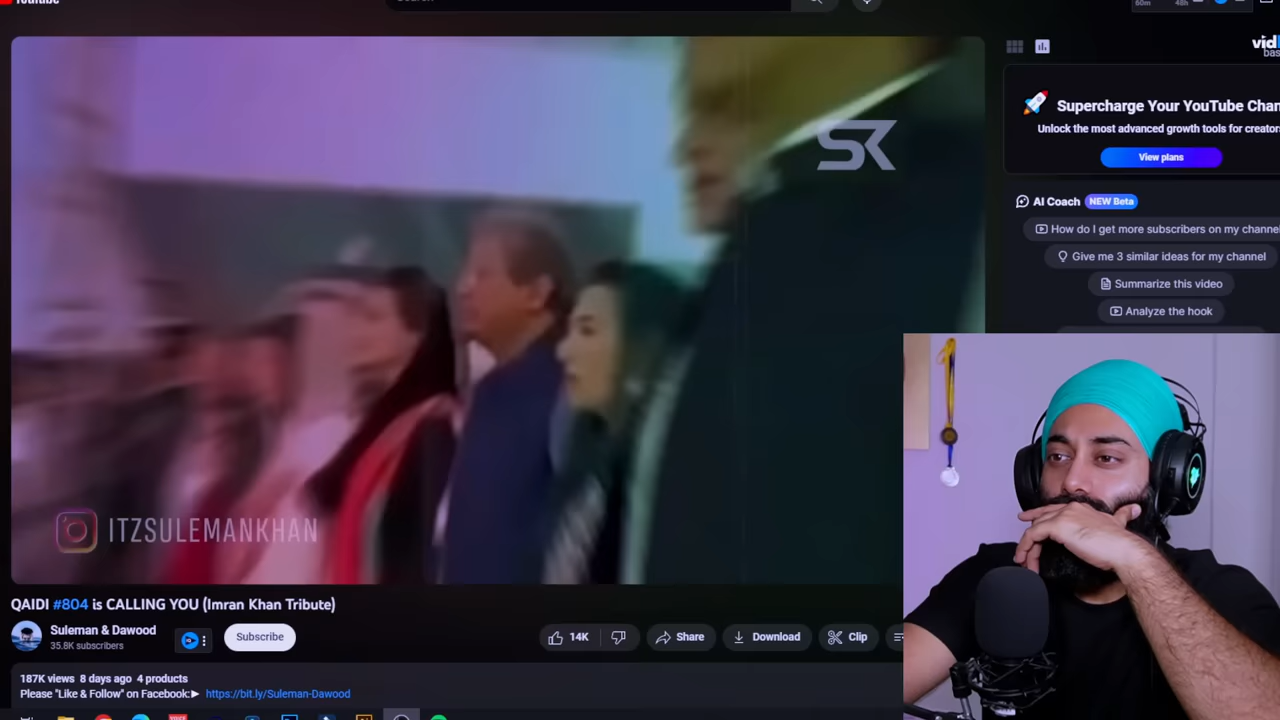 SK
ITZSULEMANKHAN
QAIDI #804 is CALLING YOU (Imran Khan Tribute)
Suleman & Dawood
35.8K subscribers
Subscribe
14K
Share
Download
Clip
187K views 8 days ago 4 products
Please "Like & Follow" on Facebook:► https://bit.ly/Suleman-Dawood
60m
48h
Supercharge Your YouTube
Unlock the most advanced growth tools for
View plans
AI Coach NEW Beta
How do I get more subscribers on my
Give me 3 similar ideas for my channel
Summarize this video
Analyze the hook